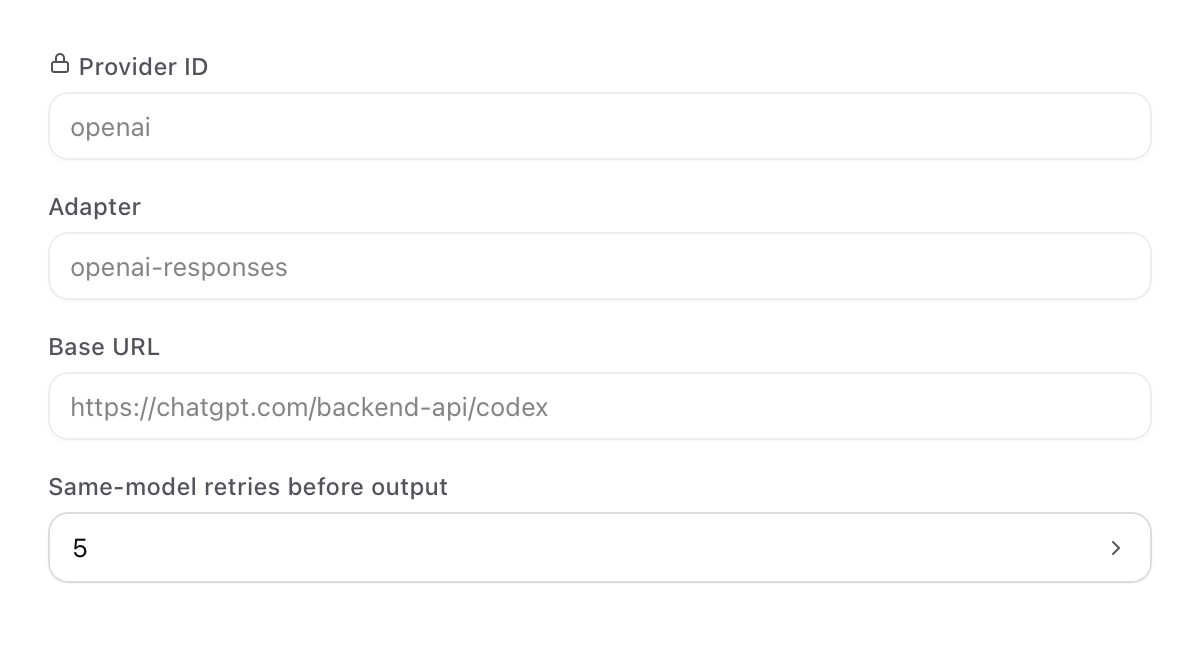 Provider ID
openai
Adapter
openai-responses
Base URL
https://chatgpt.com/backend-api/codex
Same-model retries before output
5